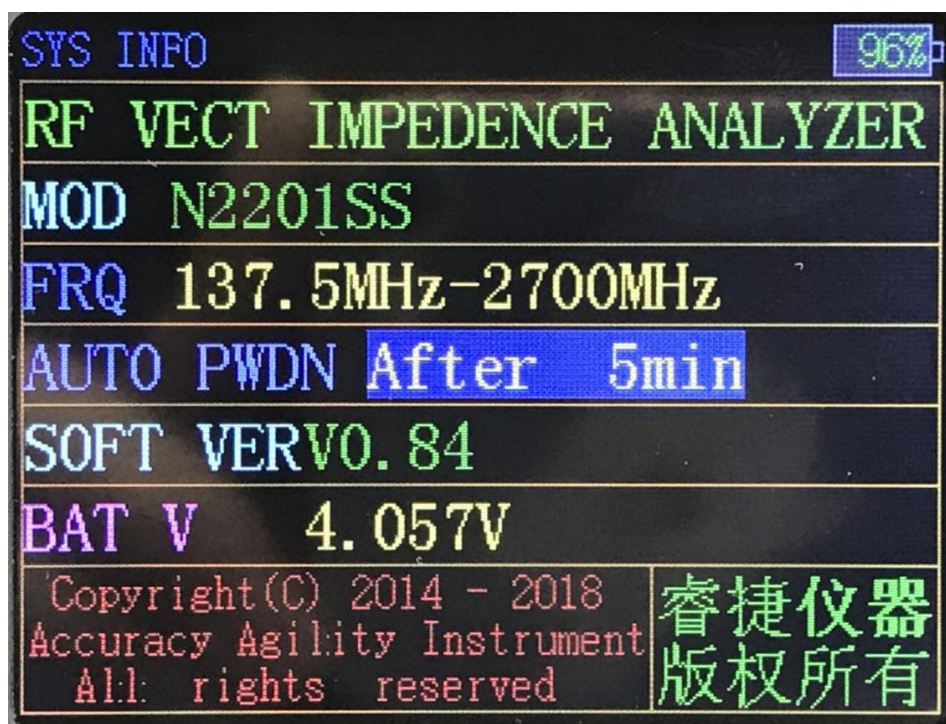 SYS INFO
96%
RF VECT IMPEDENCE ANALYZER
MOD N2201SS
FRQ 137.5MHz-2700MHz
AUTO PWDN After 5min
SOFT VER V0.84
BAT V 4.057V
Copyright(C) 2014 - 2018
Accuracy Agility Instrument
All rights reserved
睿捷仪器
版权所有